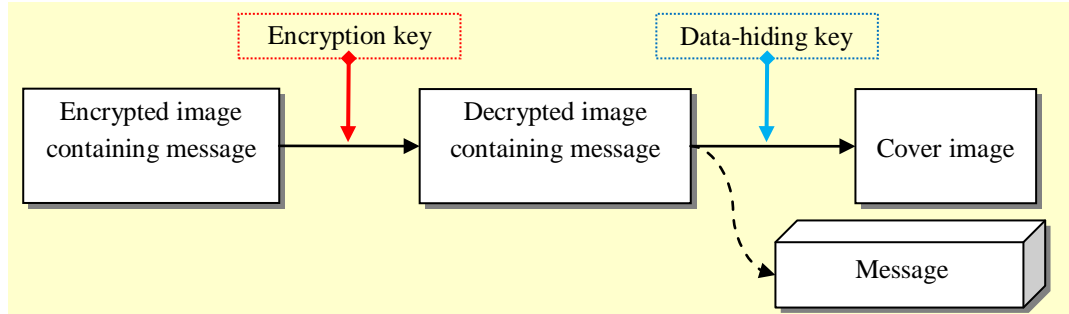 Encryption key
Data-hiding key
Encrypted image
containing message
Decrypted image
containing message
Cover image
Message